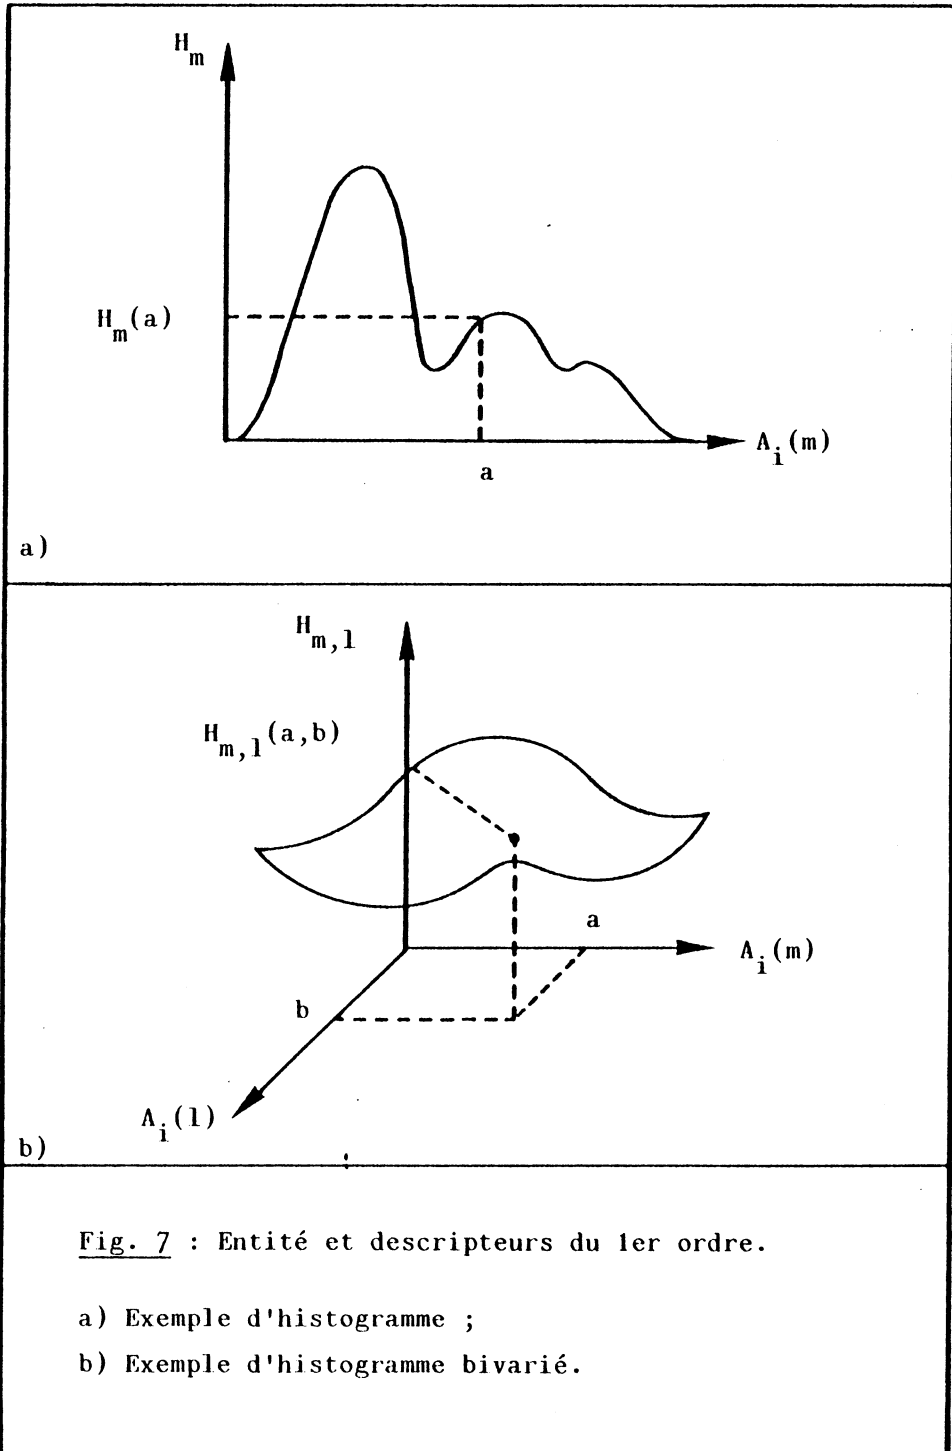 H_m
H_m(a)
A_i(m)
a
a)
H_m,l
H_m,l(a,b)
a
A_i(m)
b
A_i(l)
b)
Fig. 7 : Entité et descripteurs du 1er ordre.
a) Exemple d'histogramme ;
b) Exemple d'histogramme bivarié.